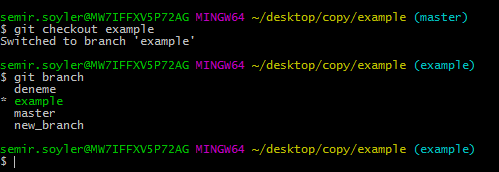 semir.soyler@MW7IFFXV5P72AG MINGW64 ~/desktop/copy/example (master)
$ git checkout example
Switched to branch 'example'
semir.soyler@MW7IFFXV5P72AG MINGW64 ~/desktop/copy/example (example)
$ git branch
  deneme
* example
  master
  new_branch
semir.soyler@MW7IFFXV5P72AG MINGW64 ~/desktop/copy/example (example)
$